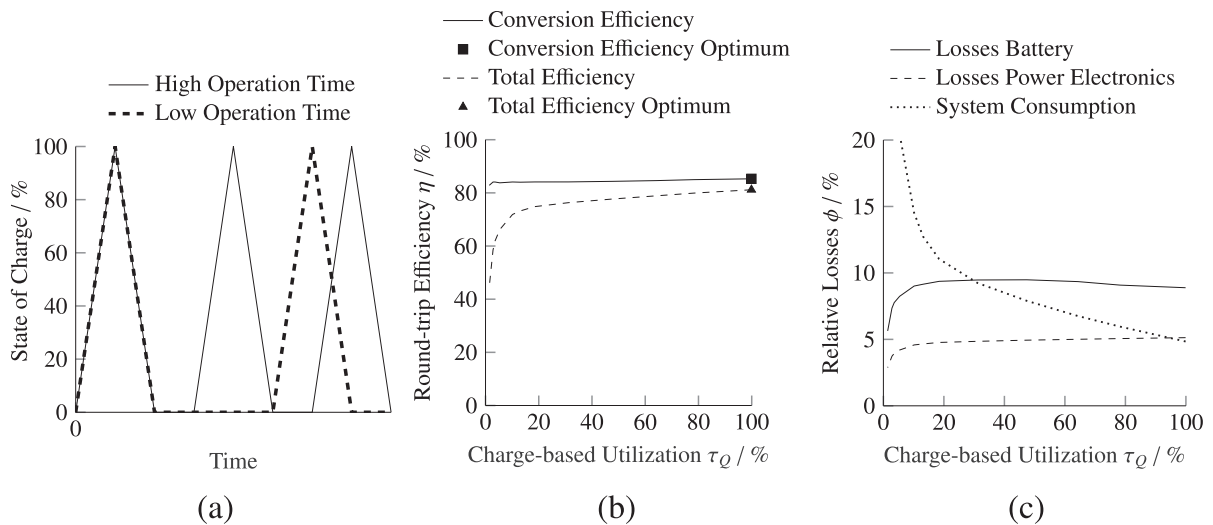 High Operation Time
Low Operation Time
100
80
60
40
20
0
0
State of Charge / %
Time
(a)
Conversion Efficiency
Conversion Efficiency Optimum
Total Efficiency
Total Efficiency Optimum
100
80
60
40
20
0
0 20 40 60 80 100
Round-trip Efficiency η / %
Charge-based Utilization τ_Q / %
(b)
Losses Battery
Losses Power Electronics
System Consumption
20
15
10
5
0
0 20 40 60 80 100
Relative Losses ϕ / %
Charge-based Utilization τ_Q / %
(c)